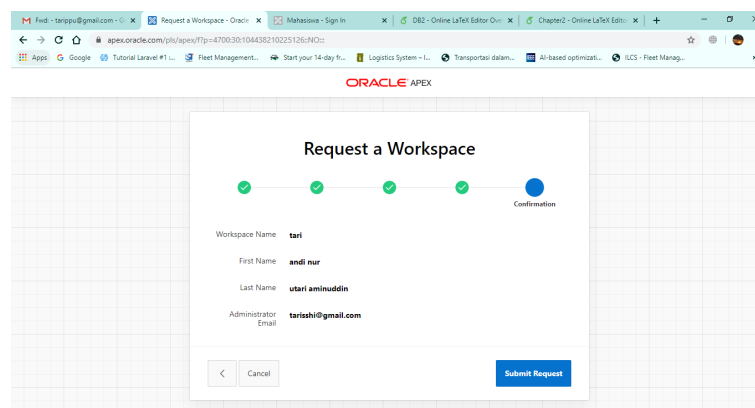 Fwd: - tarippu@gmail.com - G
Request a Workspace - Oracle
Mahasiswa - Sign In
DB2 - Online LaTeX Editor Ove
Chapter2 - Online LaTeX Edito
apex.oracle.com/pls/apex/f?p=4700:30:104438210225126::NO:::
Apps
Google
Tutorial Laravel #1 :...
Fleet Management...
Start your 14-day fr...
Logistics System – I...
Transportasi dalam...
AI-based optimizati...
ILCS - Fleet Manag...
ORACLE APEX
Request a Workspace
Confirmation
Workspace Name tari
First Name andi nur
Last Name utari aminuddin
Administrator Email tarisshi@gmail.com
Cancel
Submit Request